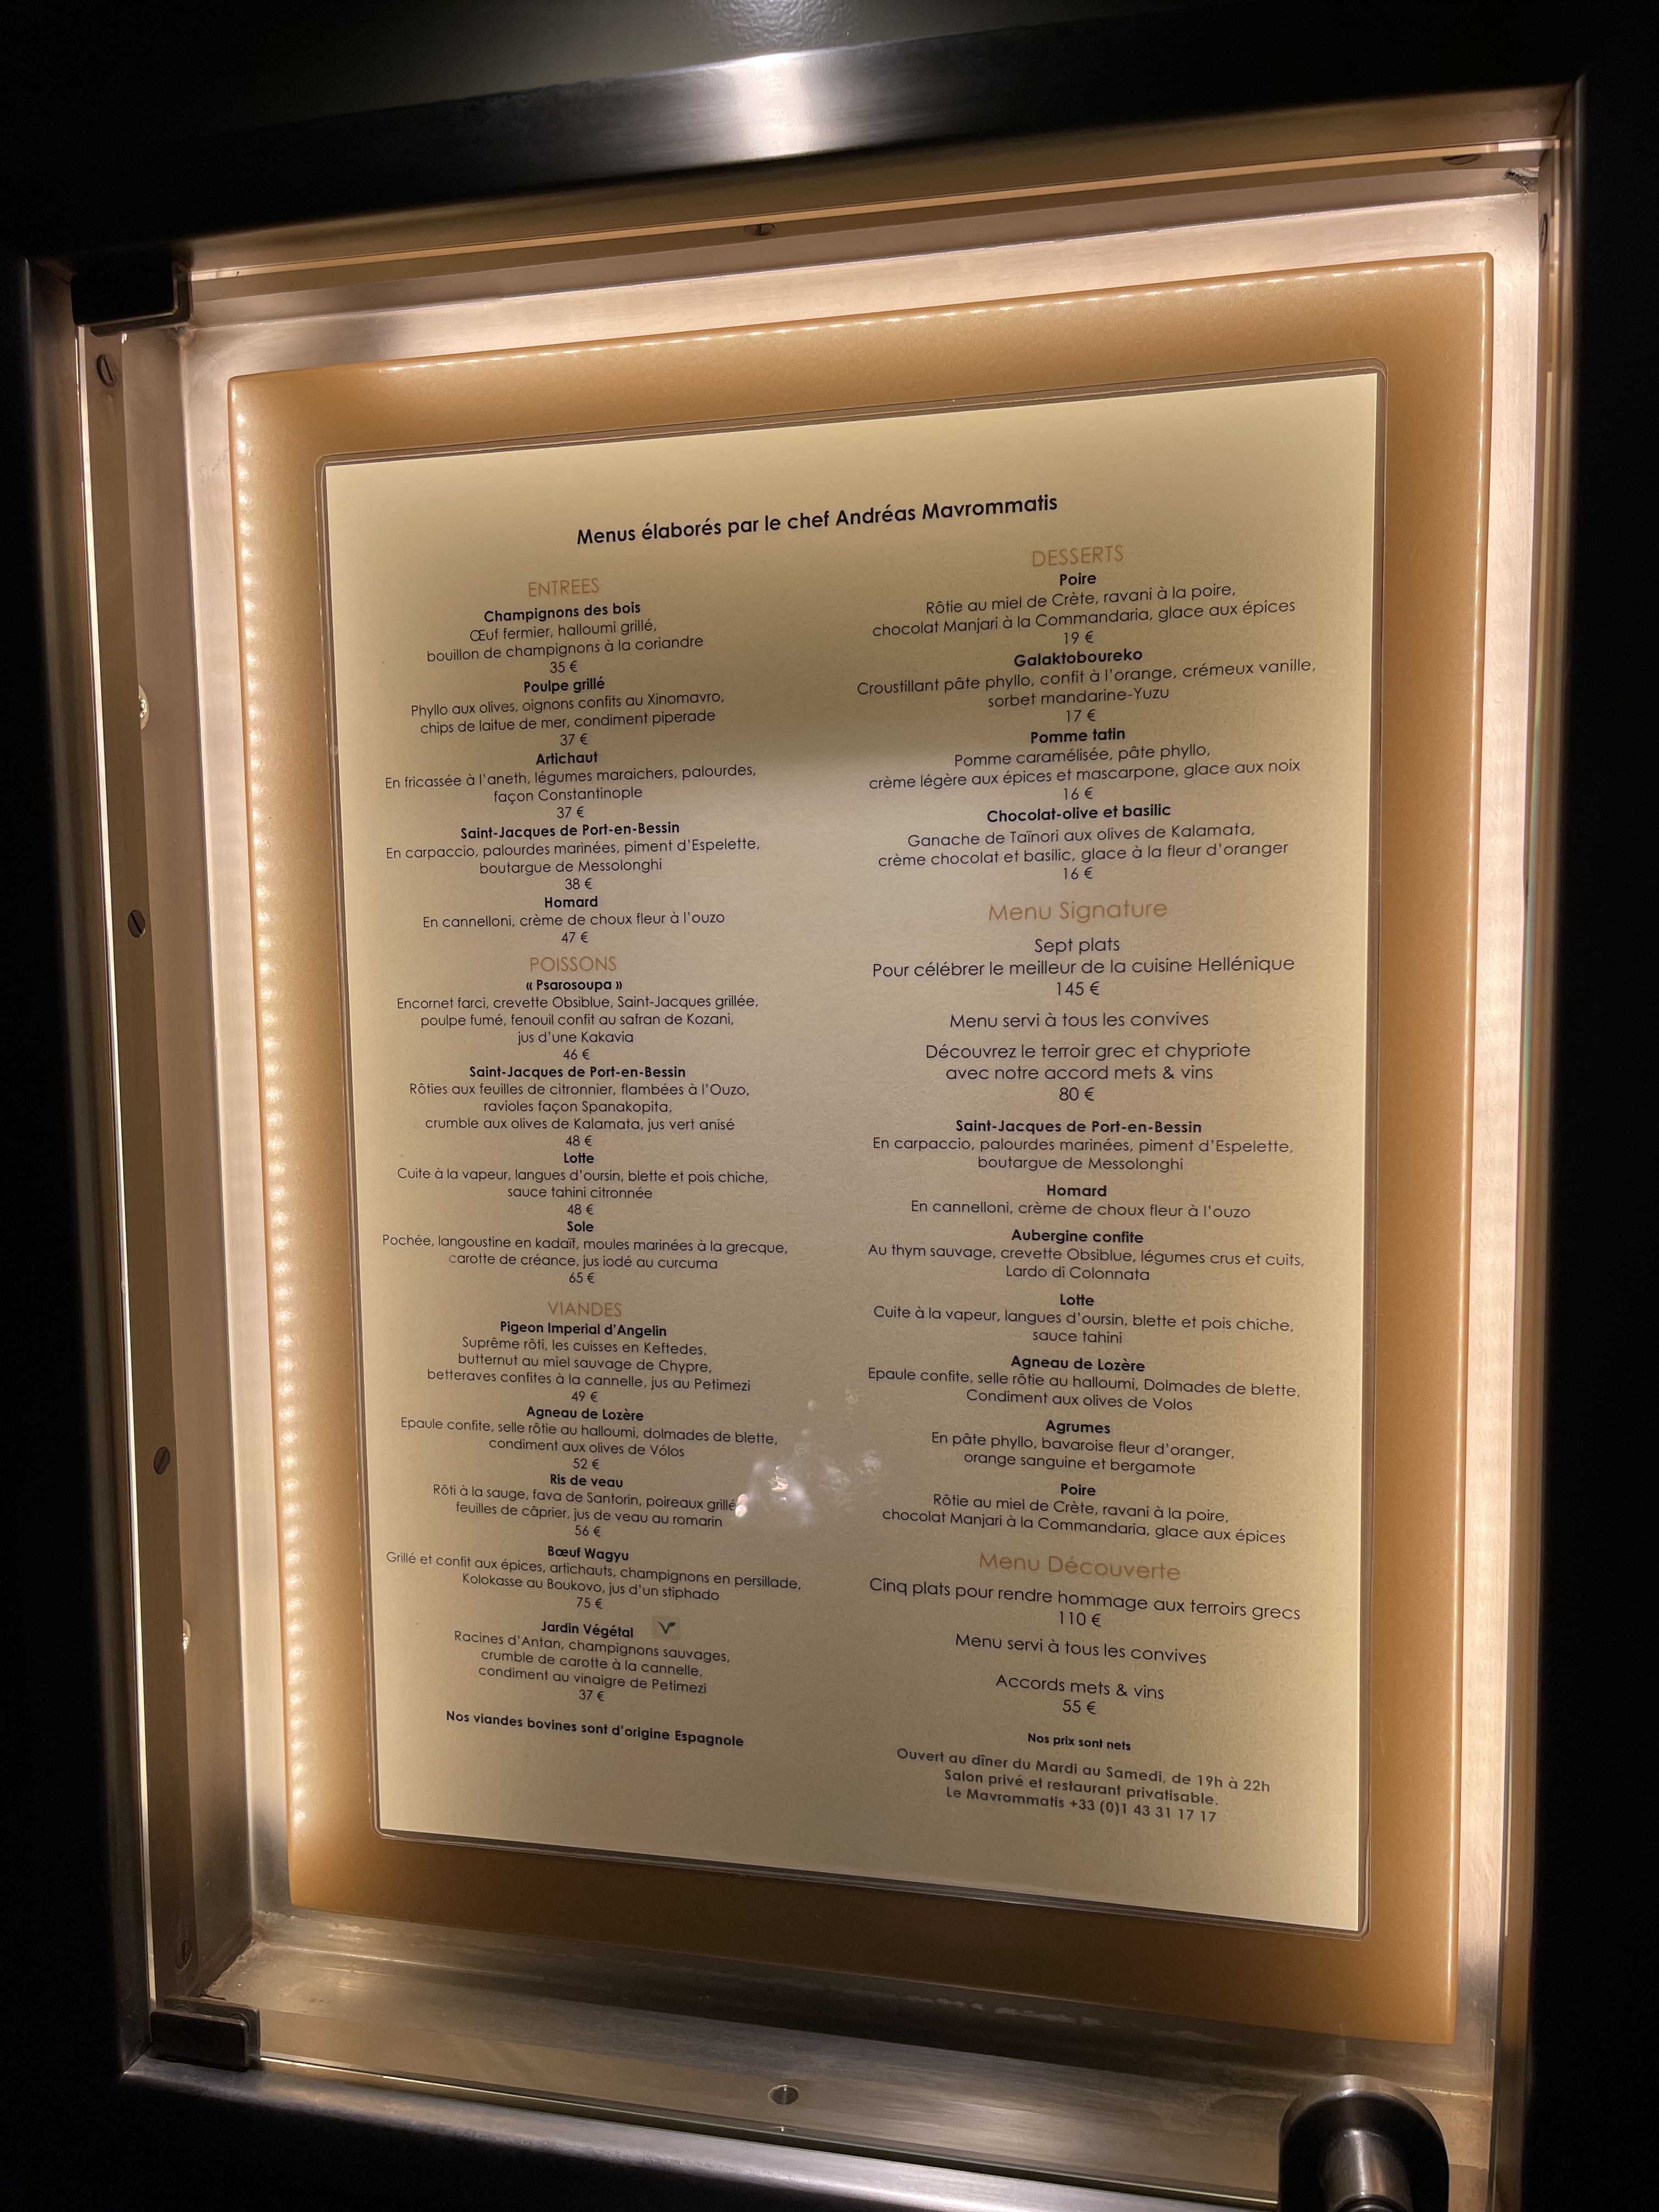 Menus élaborés par le chef Andréas Mavrommatis
ENTREES
Champignons des bois
Œuf fermier, halloumi grillé,
bouillon de champignons à la coriandre
35 €
Poulpe grillé
Phyllo aux olives, oignons confits au Xinomavro,
chips de laitue de mer, condiment piperade
37 €
Artichaut
En fricassée à l'aneth, légumes maraichers, palourdes,
façon Constantinople
37 €
Saint-Jacques de Port-en-Bessin
En carpaccio, palourdes marinées, piment d'Espelette,
boutargue de Messolonghi
38 €
Homard
En cannelloni, crème de choux fleur à l'ouzo
47 €
POISSONS
« Psarosoupa »
Encornet farci, crevette Obsiblue, Saint-Jacques grillée,
poulpe fumé, fenouil confit au safran de Kozani,
jus d'une Kakavia
46 €
Saint-Jacques de Port-en-Bessin
Rôties aux feuilles de citronnier, flambées à l'Ouzo,
ravioles façon Spanakopita,
crumble aux olives de Kalamata, jus vert anisé
48 €
Lotte
Cuite à la vapeur, langues d'oursin, blette et pois chiche,
sauce tahini citronnée
48 €
Sole
Pochée, langoustine en kadaïf, moules marinées à la grecque,
carotte de créance, jus iodé au curcuma
65 €
VIANDES
Pigeon Imperial d'Angelin
Suprême rôti, les cuisses en Keftedes,
butternut au miel sauvage de Chypre,
betteraves confites à la cannelle, jus au Petimezi
49 €
Agneau de Lozère
Epaule confite, selle rôtie au halloumi, dolmades de blette,
condiment aux olives de Vólos
52 €
Ris de veau
Rôti à la sauge, fava de Santorin, poireaux grillé
feuilles de câprier, jus de veau au romarin
56 €
Bœuf Wagyu
Grillé et confit aux épices, artichauts, champignons en persillade,
Kolokasse au Boukovo, jus d'un stiphado
75 €
Jardin Végétal V
Racines d'Antan, champignons sauvages,
crumble de carotte à la cannelle,
condiment au vinaigre de Petimezi
37 €
Nos viandes bovines sont d'origine Espagnole
DESSERTS
Poire
Rôtie au miel de Crète, ravani à la poire,
chocolat Manjari à la Commandaria, glace aux épices
19 €
Galaktoboureko
Croustillant pâte phyllo, confit à l'orange, crémeux vanille,
sorbet mandarine-Yuzu
17 €
Pomme tatin
Pomme caramélisée, pâte phyllo,
crème légère aux épices et mascarpone, glace aux noix
16 €
Chocolat-olive et basilic
Ganache de Taïnori aux olives de Kalamata,
crème chocolat et basilic, glace à la fleur d'oranger
16 €
Menu Signature
Sept plats
Pour célébrer le meilleur de la cuisine Hellénique
145 €
Menu servi à tous les convives
Découvrez le terroir grec et chypriote
avec notre accord mets & vins
80 €
Saint-Jacques de Port-en-Bessin
En carpaccio, palourdes marinées, piment d'Espelette,
boutargue de Messolonghi
Homard
En cannelloni, crème de choux fleur à l'ouzo
Aubergine confite
Au thym sauvage, crevette Obsiblue, légumes crus et cuits,
Lardo di Colonnata
Lotte
Cuite à la vapeur, langues d'oursin, blette et pois chiche,
sauce tahini
Agneau de Lozère
Epaule confite, selle rôtie au halloumi, Dolmades de blette,
Condiment aux olives de Volos
Agrumes
En pâte phyllo, bavaroise fleur d'oranger,
orange sanguine et bergamote
Poire
Rôtie au miel de Crète, ravani à la poire,
chocolat Manjari à la Commandaria, glace aux épices
Menu Découverte
Cinq plats pour rendre hommage aux terroirs grecs
110 €
Menu servi à tous les convives
Accords mets & vins
55 €
Nos prix sont nets
Ouvert au dîner du Mardi au Samedi, de 19h à 22h
Salon privé et restaurant privatisable.
Le Mavrommatis +33 (0)1 43 31 17 17